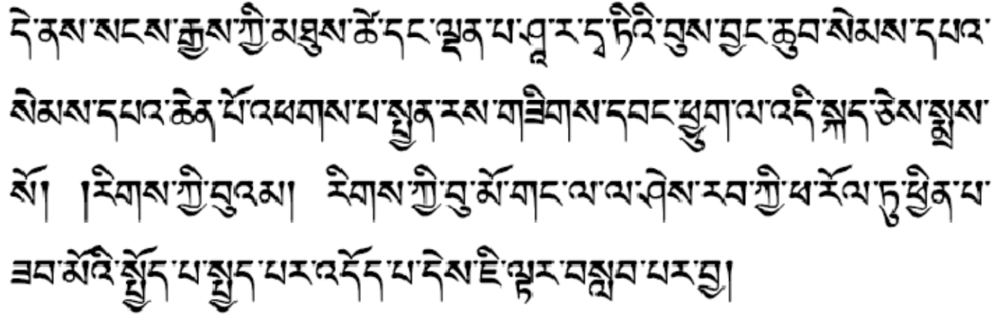 དེ་ནས་སངས་རྒྱས་ཀྱི་མཐུས་ཚེ་དང་ལྡན་པ་ཤཱ་ར་དྭ་ཏིའི་བུས་བྱང་ཆུབ་སེམས་དཔའ་
སེམས་དཔའ་ཆེན་པོ་འཕགས་པ་སྤྱན་རས་གཟིགས་དབང་ཕྱུག་ལ་འདི་སྐད་ཅེས་སྨྲས་
སོ། །རིགས་ཀྱི་བུའམ། རིགས་ཀྱི་བུ་མོ་གང་ལ་ལ་ཤེས་རབ་ཀྱི་ཕ་རོལ་ཏུ་ཕྱིན་པ་
ཟབ་མོའི་སྤྱོད་པ་སྤྱད་པར་འདོད་པ་དེས་ཇི་ལྟར་བསླབ་པར་བྱ།